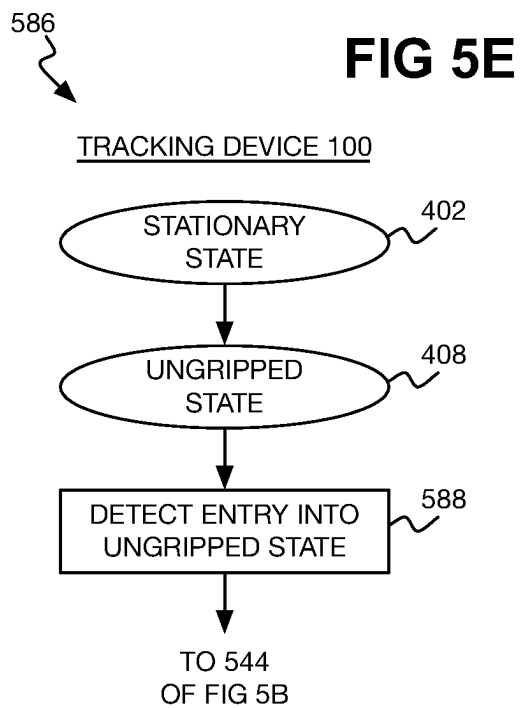 586
FIG 5E
TRACKING DEVICE 100
STATIONARY
STATE
402
UNGRIPPED
STATE
408
DETECT ENTRY INTO
UNGRIPPED STATE
588
TO 544
OF FIG 5B